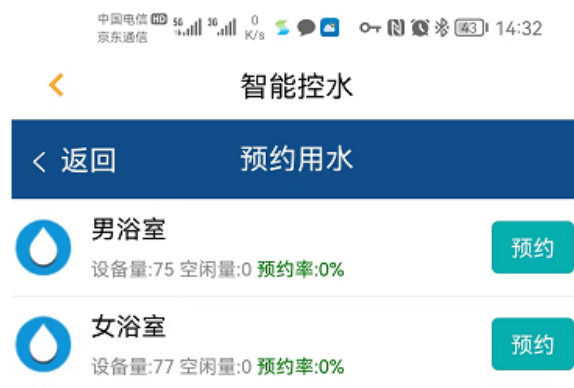 中国电信 HD 5G 3G 0 K/s 43 14:32
京东通信
智能控水
返回 预约用水
男浴室
设备量:75 空闲量:0 预约率:0% 预约
女浴室
设备量:77 空闲量:0 预约率:0% 预约